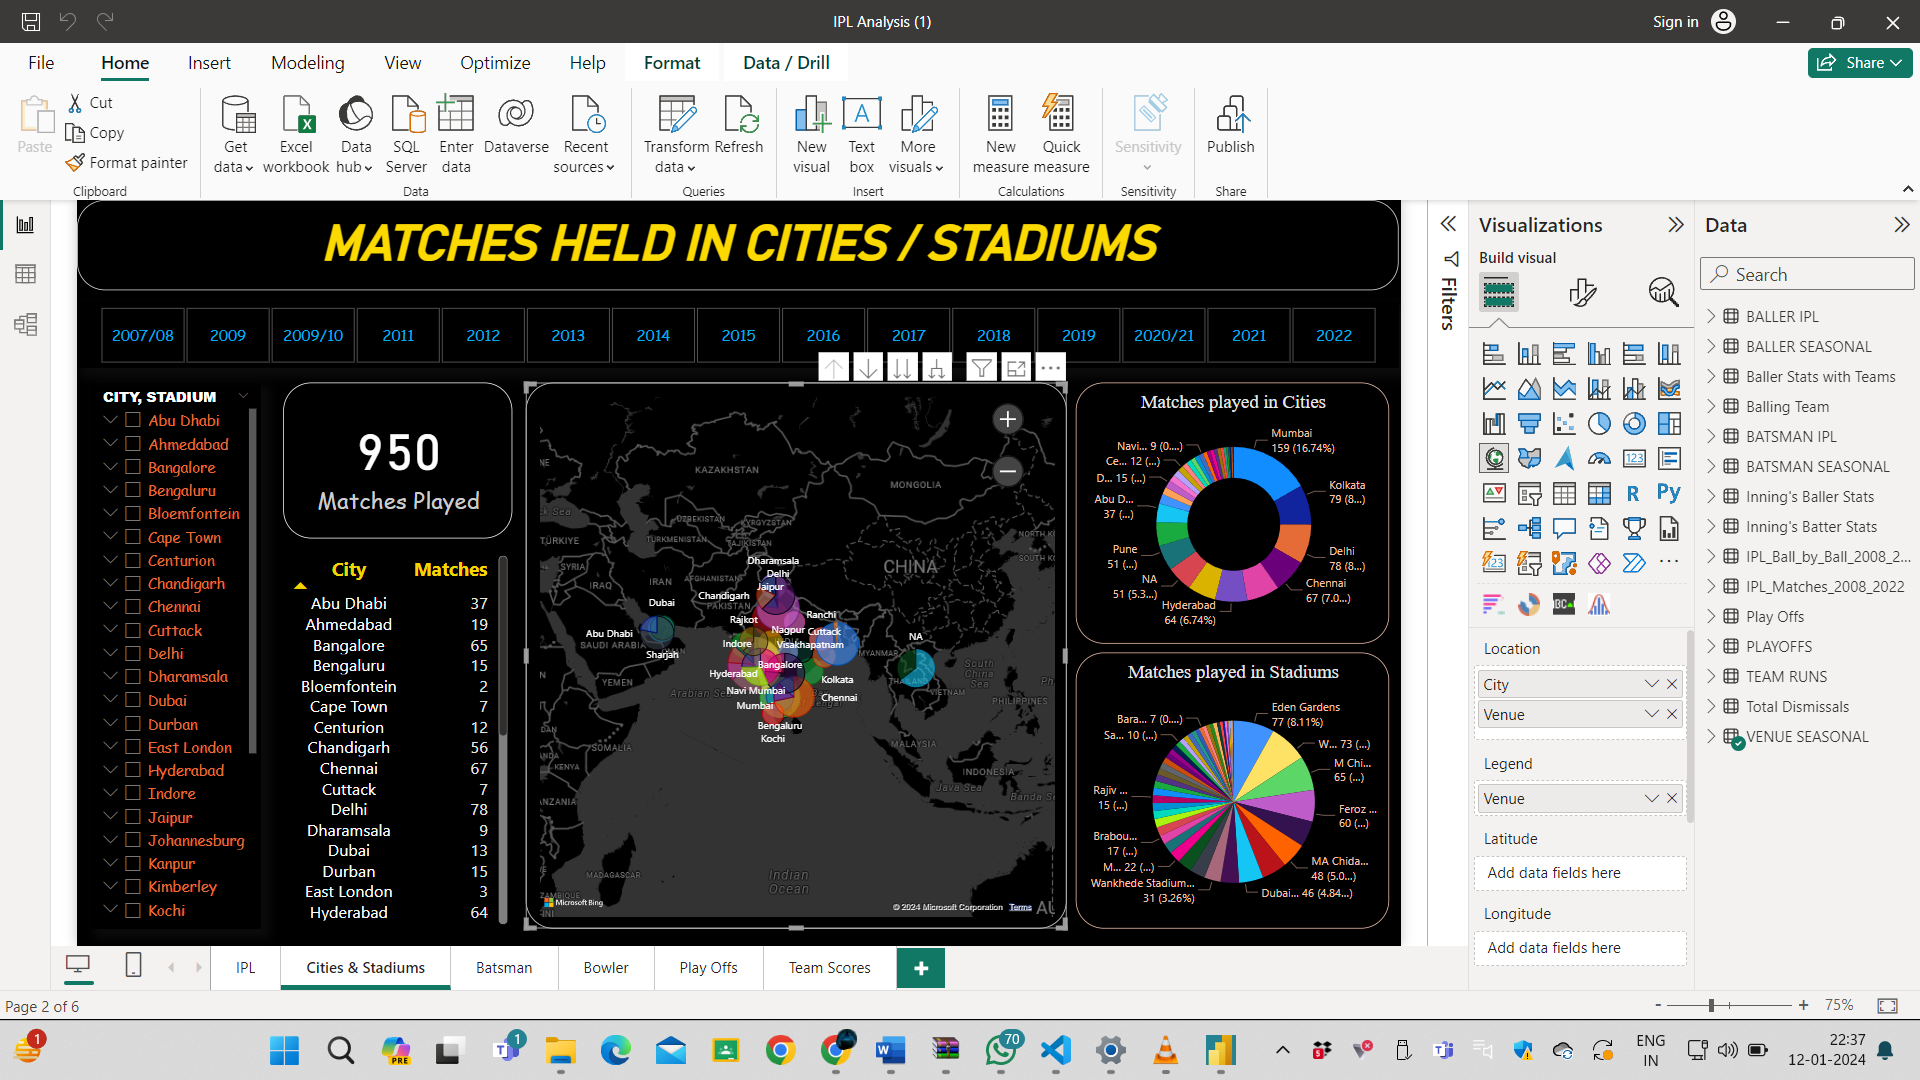 IPL Analysis (1)
Sign in
File
Home
Insert
Modeling
View
Optimize
Help
Format
Data / Drill
Share
Paste
Cut
Copy
Format painter
Clipboard
Get data
Excel workbook
Data hub
SQL Server
Enter data
Dataverse
Recent sources
Data
Transform data
Refresh
Queries
New visual
Text box
More visuals
Insert
New measure
Quick measure
Calculations
Sensitivity
Sensitivity
Publish
Share
MATCHES HELD IN CITIES / STADIUMS
2007/08
2009
2009/10
2011
2012
2013
2014
2015
2016
2017
2018
2019
2020/21
2021
2022
CITY, STADIUM
Abu Dhabi
Ahmedabad
Bangalore
Bengaluru
Bloemfontein
Cape Town
Centurion
Chandigarh
Chennai
Cuttack
Delhi
Dharamsala
Dubai
Durban
East London
Hyderabad
Indore
Jaipur
Johannesburg
Kanpur
Kimberley
Kochi
950
Matches Played
City Matches
Abu Dhabi 37
Ahmedabad 19
Bangalore 65
Bengaluru 15
Bloemfontein 2
Cape Town 7
Centurion 12
Chandigarh 56
Chennai 67
Cuttack 7
Delhi 78
Dharamsala 9
Dubai 13
Durban 15
East London 3
Hyderabad 64
KAZAKHSTAN
MONGOLIA
UZBEKISTAN
KYRGYZSTAN
TÜRKIYE
TURKMENISTAN
TAJIKISTAN
SYRIA
IRAQ
IRAN
AFGHANISTAN
PAKISTAN
CHINA
SAUDI ARABIA
YEMEN
SOMALIA
MYANMAR
THAILAND
VIETNAM
South China Sea
PHILIPPINES
MALAYSIA
INDONESIA
Java Sea
Banda Se
MADAGASCAR
Indian Ocean
Dharamsala
Delhi
Jaipur
Chandigarh
Dubai
Rajkot
Ranchi
Nagpur
Cuttack
Abu Dhabi
Indore
Visakhapatnam
NA
Sharjah
Bangalore
Hyderabad
Kolkata
Navi Mumbai
Chennai
Mumbai
Bengaluru
Kochi
Microsoft Bing
© 2024 Microsoft Corporation Terms
Matches played in Cities
Mumbai
159 (16.74%)
Kolkata
79 (8...)
Delhi
78 (8...)
Chennai
67 (7.0...)
Hyderabad
64 (6.74%)
NA
51 (5.3...)
Pune
51 (...)
Abu D...
37 (...)
D... 15 (...)
Ce... 12 (...)
Navi... 9 (0....)
Matches played in Stadiums
Eden Gardens
77 (8.11%)
W... 73 (...)
M Chi...
65 (...)
Feroz ...
60 (...)
MA Chida...
48 (5.0...)
Dubai... 46 (4.84...)
Wankhede Stadium...
31 (3.26%)
M... 22 (...)
Brabou...
17 (...)
Rajiv ...
15 (...)
Sa... 10 (...)
Bara... 7 (0....)
Filters
Visualizations
Build visual
Location
City
Venue
Legend
Venue
Latitude
Add data fields here
Longitude
Add data fields here
Data
Search
BALLER IPL
BALLER SEASONAL
Baller Stats with Teams
Balling Team
BATSMAN IPL
BATSMAN SEASONAL
Inning's Baller Stats
Inning's Batter Stats
IPL_Ball_by_Ball_2008_2...
IPL_Matches_2008_2022
Play Offs
PLAYOFFS
TEAM RUNS
Total Dismissals
VENUE SEASONAL
IPL
Cities & Stadiums
Batsman
Bowler
Play Offs
Team Scores
Page 2 of 6
75%
1
PRE
1
70
ENG
IN
22:37
12-01-2024